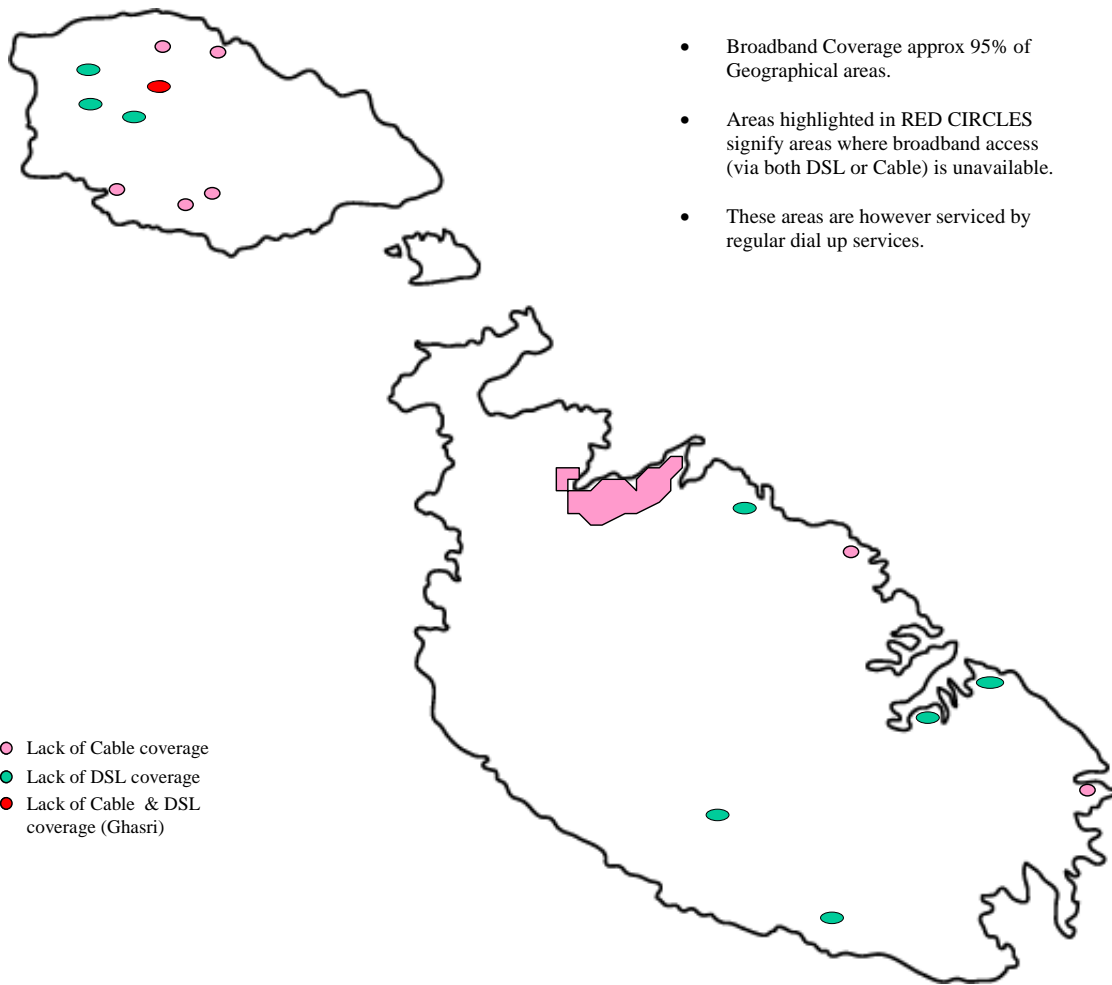 • Broadband Coverage approx 95% of
Geographical areas.
• Areas highlighted in RED CIRCLES
signify areas where broadband access
(via both DSL or Cable) is unavailable.
• These areas are however serviced by
regular dial up services.
Lack of Cable coverage
Lack of DSL coverage
Lack of Cable & DSL
coverage (Ghasri)